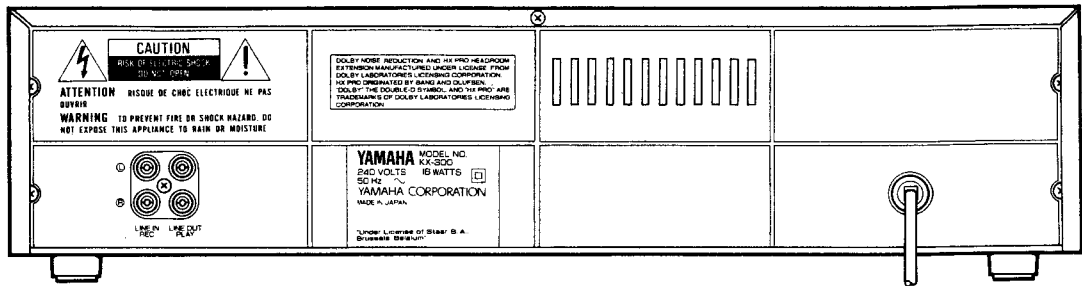 CAUTION
RISK OF ELECTRIC SHOCK
DO NOT OPEN
ATTENTION RISQUE DE CHOC ELECTRIQUE NE PAS
OUVRIR
WARNING TO PREVENT FIRE OR SHOCK HAZARD, DO
NOT EXPOSE THIS APPLIANCE TO RAIN OR MOISTURE
DOLBY NOISE REDUCTION AND HX PRO HEADROOM
EXTENSION MANUFACTURED UNDER LICENSE FROM
DOLBY LABORATORIES LICENSING CORPORATION.
HX PRO ORIGINATED BY BANG AND OLUFSEN.
"DOLBY" THE DOUBLE-D SYMBOL AND "HX PRO" ARE
TRADEMARKS OF DOLBY LABORATORIES LICENSING
CORPORATION
L
R
LINE IN LINE OUT
REC PLAY
YAMAHA MODEL NO.
KX-300
240 VOLTS 16 WATTS
50 Hz ~
YAMAHA CORPORATION
MADE IN JAPAN
"Under License of Staar S.A.
Brussels Belgium"